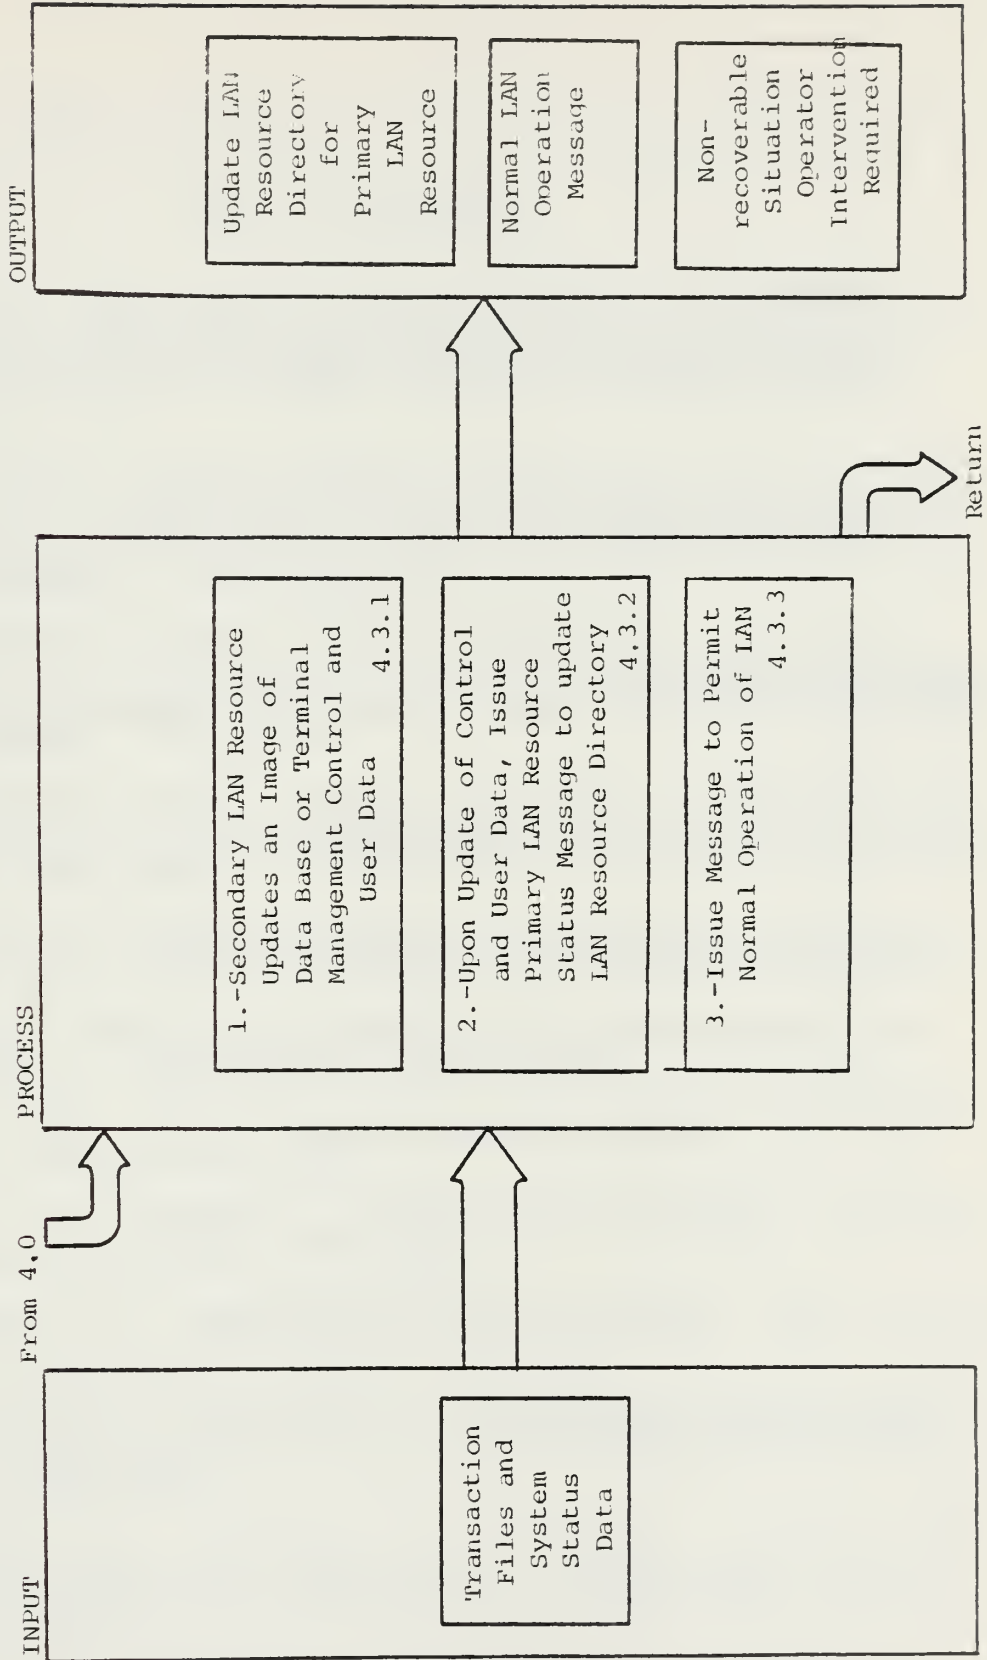 INPUT
Transaction
Files and
System
Status
Data
From 4.0
PROCESS
1.-Secondary LAN Resource
Updates an Image of
Data Base or Terminal
Management Control and
User Data 4.3.1
2.-Upon Update of Control
and User Data, Issue
Primary LAN Resource
Status Message to update
LAN Resource Directory
4.3.2
3.-Issue Message to Permit
Normal Operation of LAN
4.3.3
Return
OUTPUT
Update LAN
Resource
Directory
for
Primary
LAN
Resource
Normal LAN
Operation
Message
Non-
recoverable
Situation
Operator
Intervention
Required